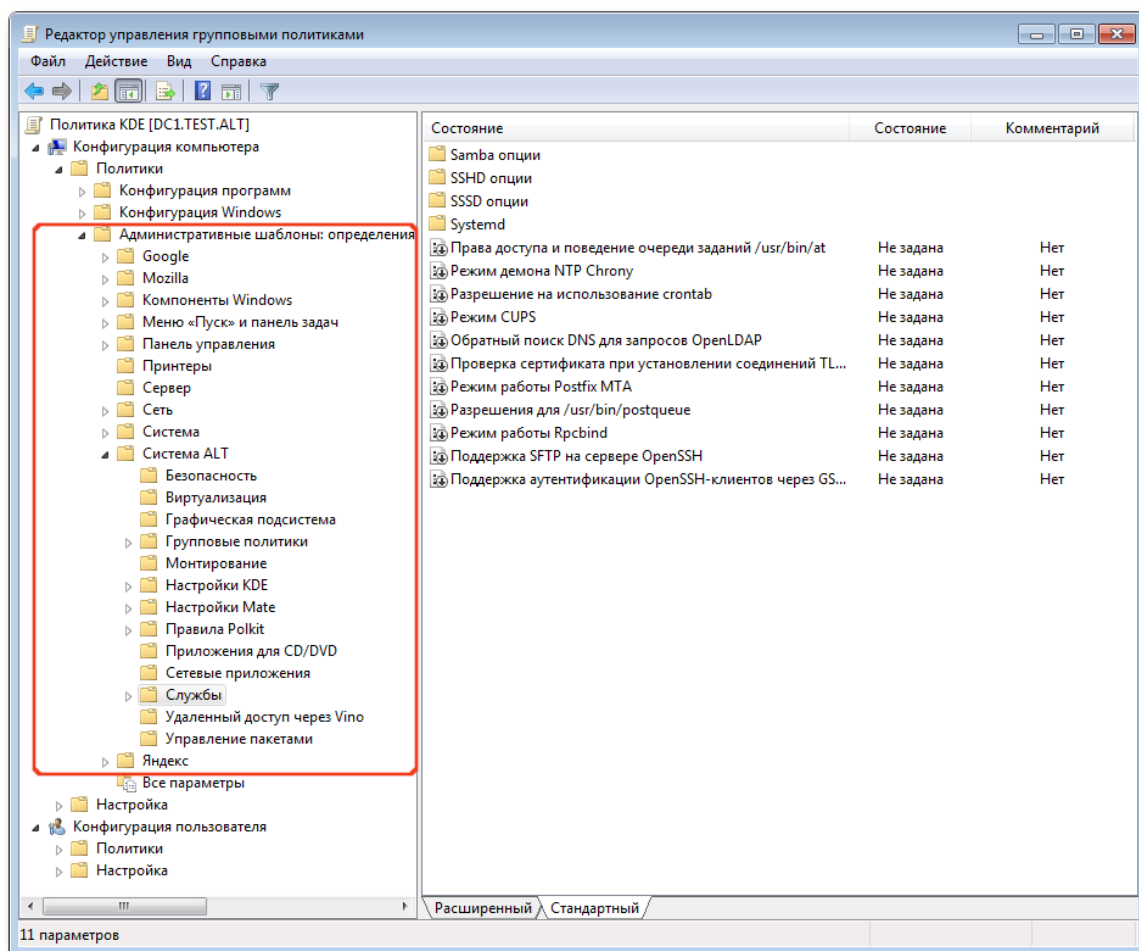 Редактор управления групповыми политиками
Файл Действие Вид Справка
Политика KDE [DC1.TEST.ALT]
Конфигурация компьютера
Политики
Конфигурация программ
Конфигурация Windows
Административные шаблоны: определения
Google
Mozilla
Компоненты Windows
Меню «Пуск» и панель задач
Панель управления
Принтеры
Сервер
Сеть
Система
Система ALT
Безопасность
Виртуализация
Графическая подсистема
Групповые политики
Монтирование
Настройки KDE
Настройки Mate
Правила Polkit
Приложения для CD/DVD
Сетевые приложения
Службы
Удаленный доступ через Vino
Управление пакетами
Яндекс
Все параметры
Настройка
Конфигурация пользователя
Политики
Настройка
Состояние Состояние Комментарий
Samba опции
SSHD опции
SSSD опции
Systemd
Права доступа и поведение очереди заданий /usr/bin/at Не задана Нет
Режим демона NTP Chrony Не задана Нет
Разрешение на использование crontab Не задана Нет
Режим CUPS Не задана Нет
Обратный поиск DNS для запросов OpenLDAP Не задана Нет
Проверка сертификата при установлении соединений TL... Не задана Нет
Режим работы Postfix MTA Не задана Нет
Разрешения для /usr/bin/postqueue Не задана Нет
Режим работы Rpcbind Не задана Нет
Поддержка SFTP на сервере OpenSSH Не задана Нет
Поддержка аутентификации OpenSSH-клиентов через GS... Не задана Нет
Расширенный Стандартный
11 параметров